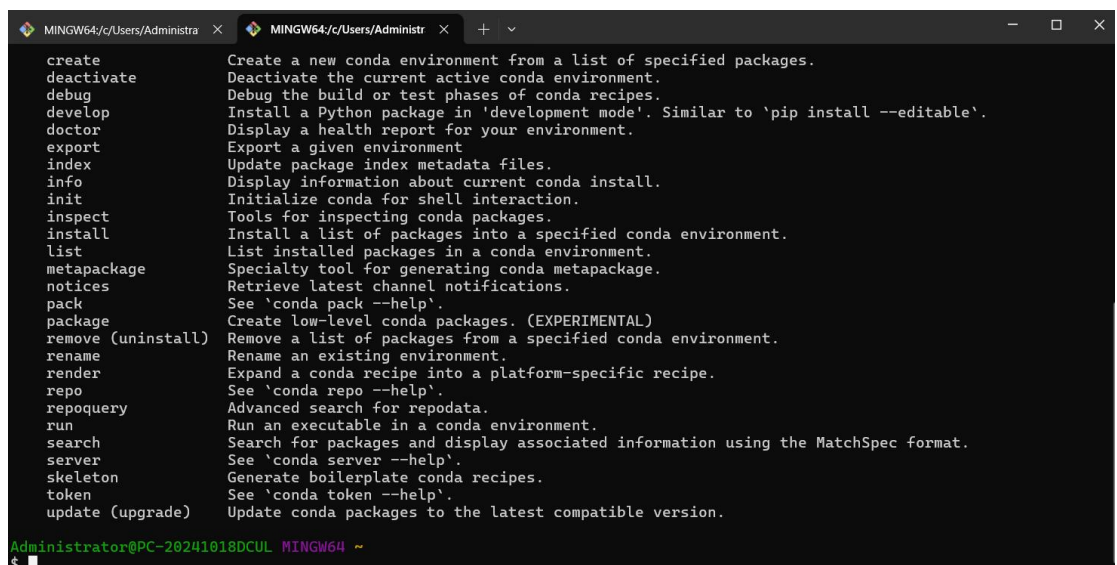 MINGW64:/c/Users/Administra
MINGW64:/c/Users/Administr
create Create a new conda environment from a list of specified packages.
deactivate Deactivate the current active conda environment.
debug Debug the build or test phases of conda recipes.
develop Install a Python package in 'development mode'. Similar to `pip install --editable`.
doctor Display a health report for your environment.
export Export a given environment
index Update package index metadata files.
info Display information about current conda install.
init Initialize conda for shell interaction.
inspect Tools for inspecting conda packages.
install Install a list of packages into a specified conda environment.
list List installed packages in a conda environment.
metapackage Specialty tool for generating conda metapackage.
notices Retrieve latest channel notifications.
pack See `conda pack --help`.
package Create low-level conda packages. (EXPERIMENTAL)
remove (uninstall) Remove a list of packages from a specified conda environment.
rename Rename an existing environment.
render Expand a conda recipe into a platform-specific recipe.
repo See `conda repo --help`.
repoquery Advanced search for repodata.
run Run an executable in a conda environment.
search Search for packages and display associated information using the MatchSpec format.
server See `conda server --help`.
skeleton Generate boilerplate conda recipes.
token See `conda token --help`.
update (upgrade) Update conda packages to the latest compatible version.
Administrator@PC-20241018DCUL MINGW64 ~
$